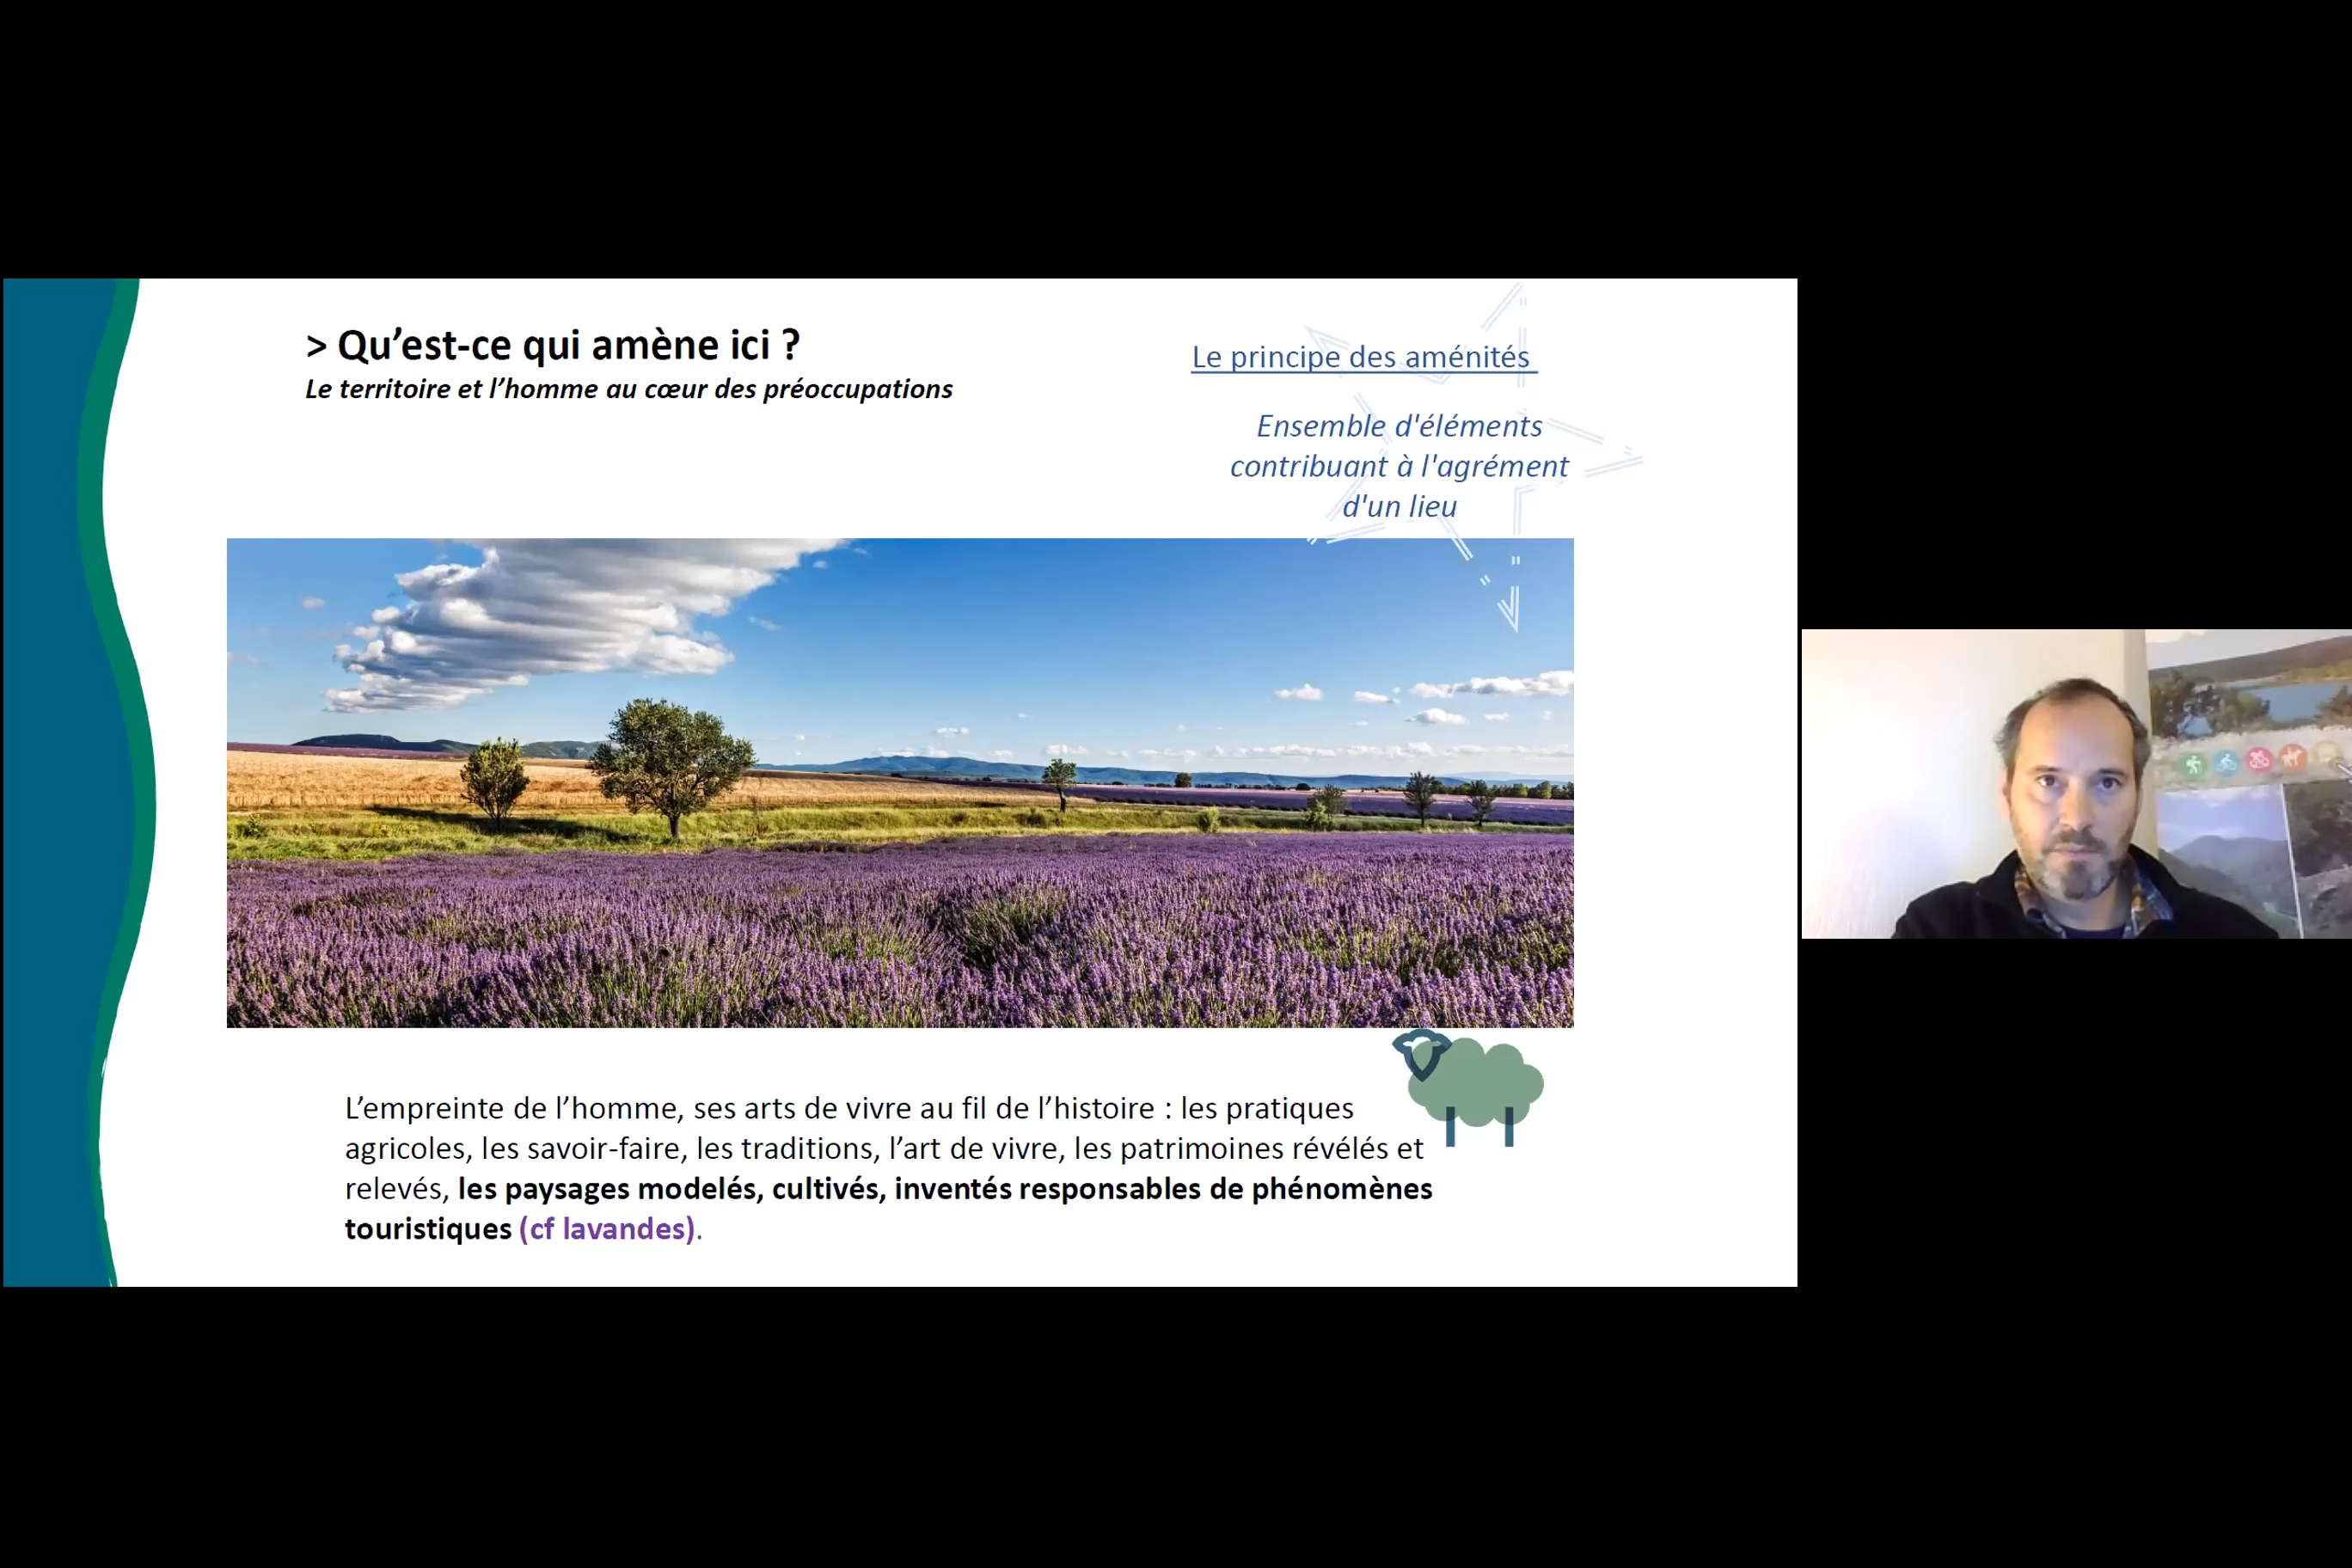 > Qu’est-ce qui amène ici ?
Le territoire et l’homme au cœur des préoccupations
Le principe des aménités
Ensemble d'éléments
contribuant à l'agrément
d'un lieu
L’empreinte de l’homme, ses arts de vivre au fil de l’histoire : les pratiques
agricoles, les savoir-faire, les traditions, l’art de vivre, les patrimoines révélés et
relevés, les paysages modelés, cultivés, inventés responsables de phénomènes
touristiques (cf lavandes).